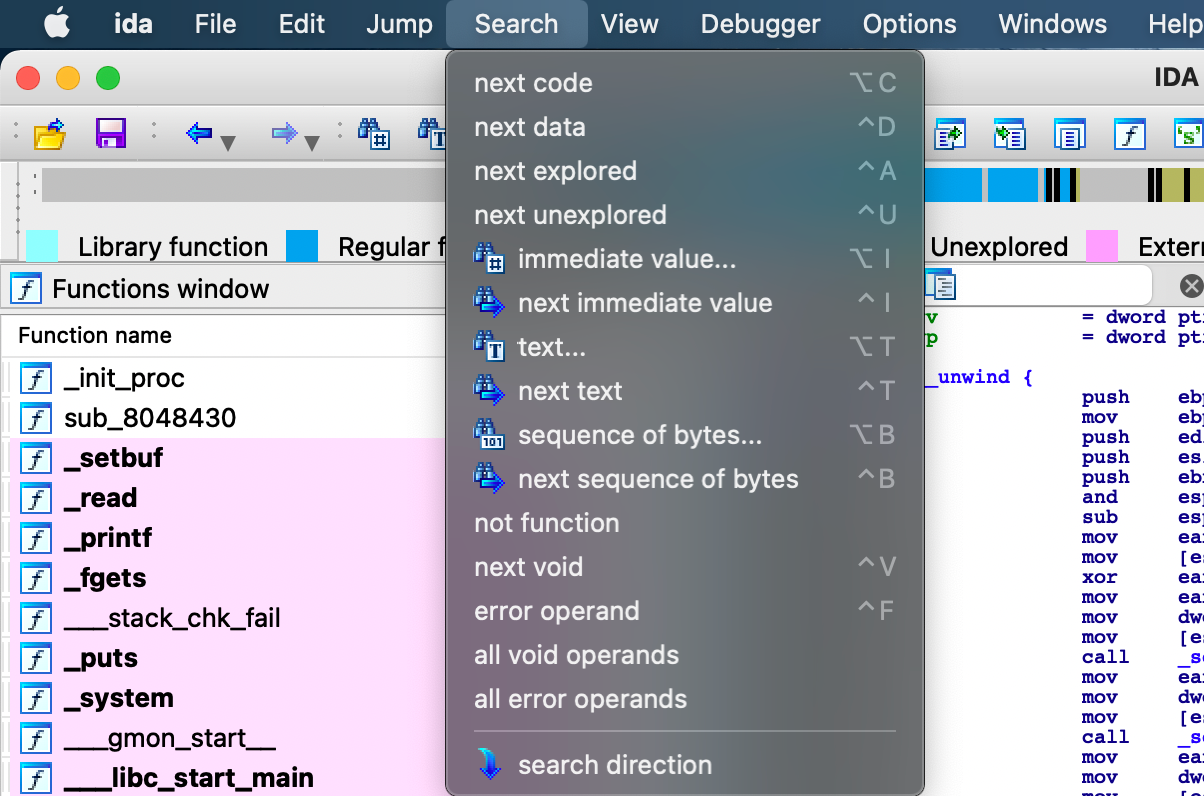 ida File Edit Jump Search View Debugger Options Windows Help
IDA
next code ⌥ C
next data ^ D
next explored ^ A
next unexplored ^ U
immediate value... ⌥ I
next immediate value ^ I
text... ⌥ T
next text ^ T
sequence of bytes... ⌥ B
next sequence of bytes ^ B
not function
next void ^ V
error operand ^ F
all void operands
all error operands
search direction
Library function Regular f Unexplored Extern
Functions window
Function name
_init_proc
sub_8048430
_setbuf
_read
_printf
_fgets
___stack_chk_fail
_puts
_system
___gmon_start__
___libc_start_main
v = dword pt
p = dword pt
_unwind {
push eb
mov eb
push ed
push es
push eb
and es
sub es
mov ea
mov [e
xor ea
mov ea
mov dw
mov [e
call _s
mov ea
mov dw
mov [e
call _s
mov ea
mov dw